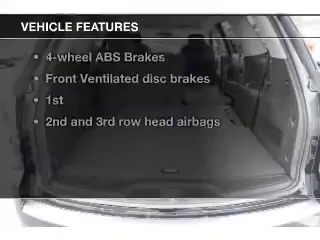 VEHICLE FEATURES
• 4-wheel ABS Brakes
• Front Ventilated disc brakes
• 1st
• 2nd and 3rd row head airbags